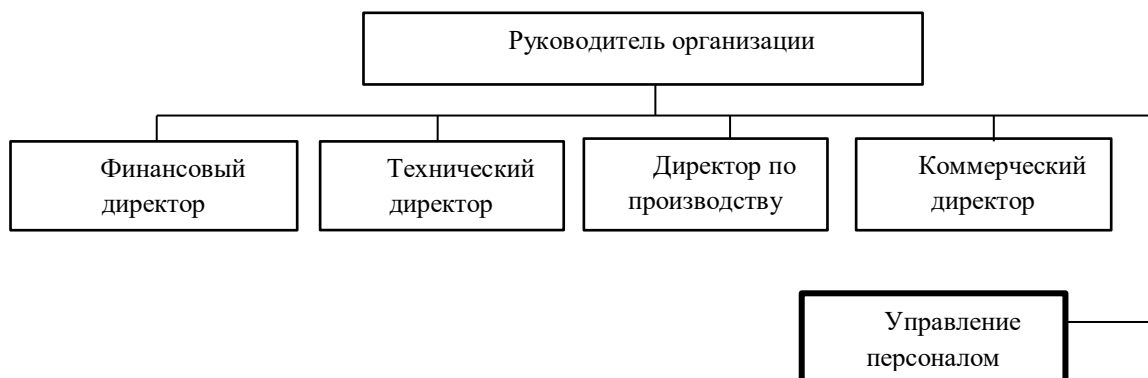 Руководитель организации
Финансовый
директор
Технический
директор
Директор по
производству
Коммерческий
директор
Управление
персоналом